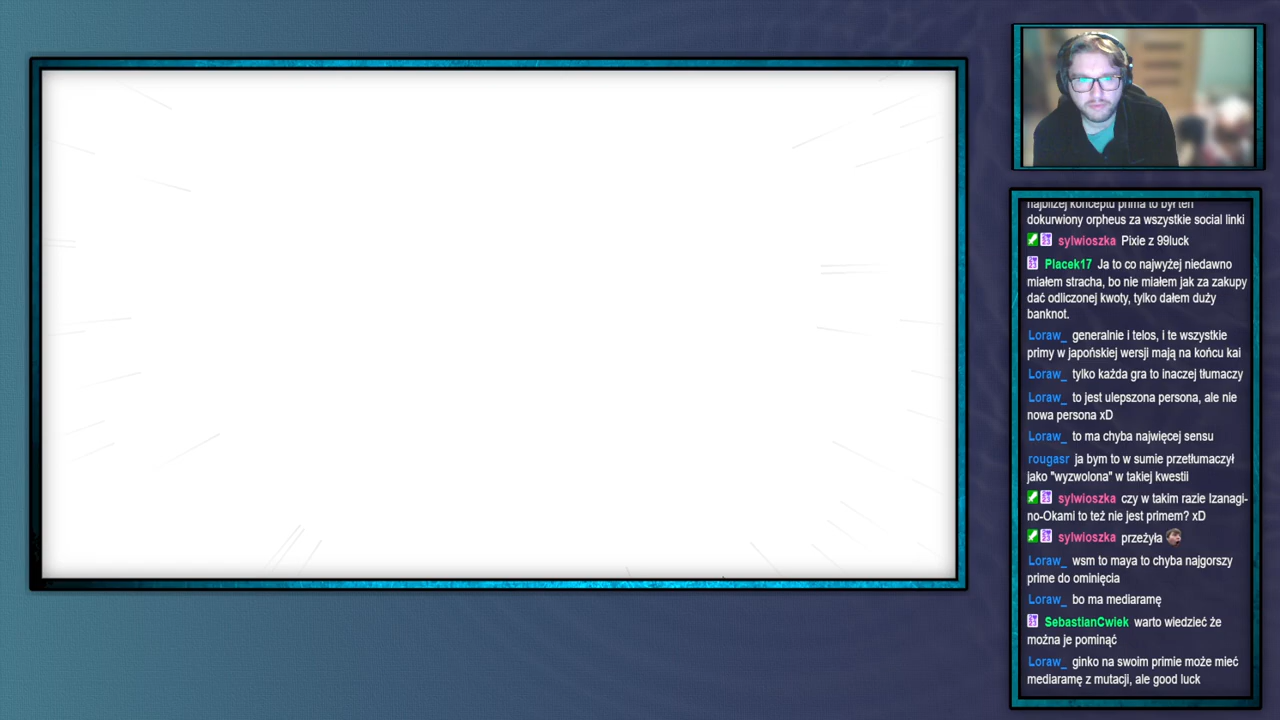 najbliżej konceptu prima to był ten
dokurwiony orpheus za wszystkie social linki
sylwioszka Pixie z 99luck
Placek17 Ja to co najwyżej niedawno
miałem stracha, bo nie miałem jak za zakupy
dać odliczonej kwoty, tylko dałem duży
banknot.
Loraw_ generalnie i telos, i te wszystkie
primy w japońskiej wersji mają na końcu kai
Loraw_ tylko każda gra to inaczej tłumaczy
Loraw_ to jest ulepszona persona, ale nie
nowa persona xD
Loraw_ to ma chyba najwięcej sensu
rougasr ja bym to w sumie przetłumaczył
jako "wyzwolona" w takiej kwestii
sylwioszka czy w takim razie Izanagi-
no-Okami to też nie jest primem? xD
sylwioszka przeżyła
Loraw_ wsm to maya to chyba najgorszy
prime do ominięcia
Loraw_ bo ma mediaramę
SebastianCwiek warto wiedzieć że
można je pominąć
Loraw_ ginko na swoim primie może mieć
mediaramę z mutacji, ale good luck